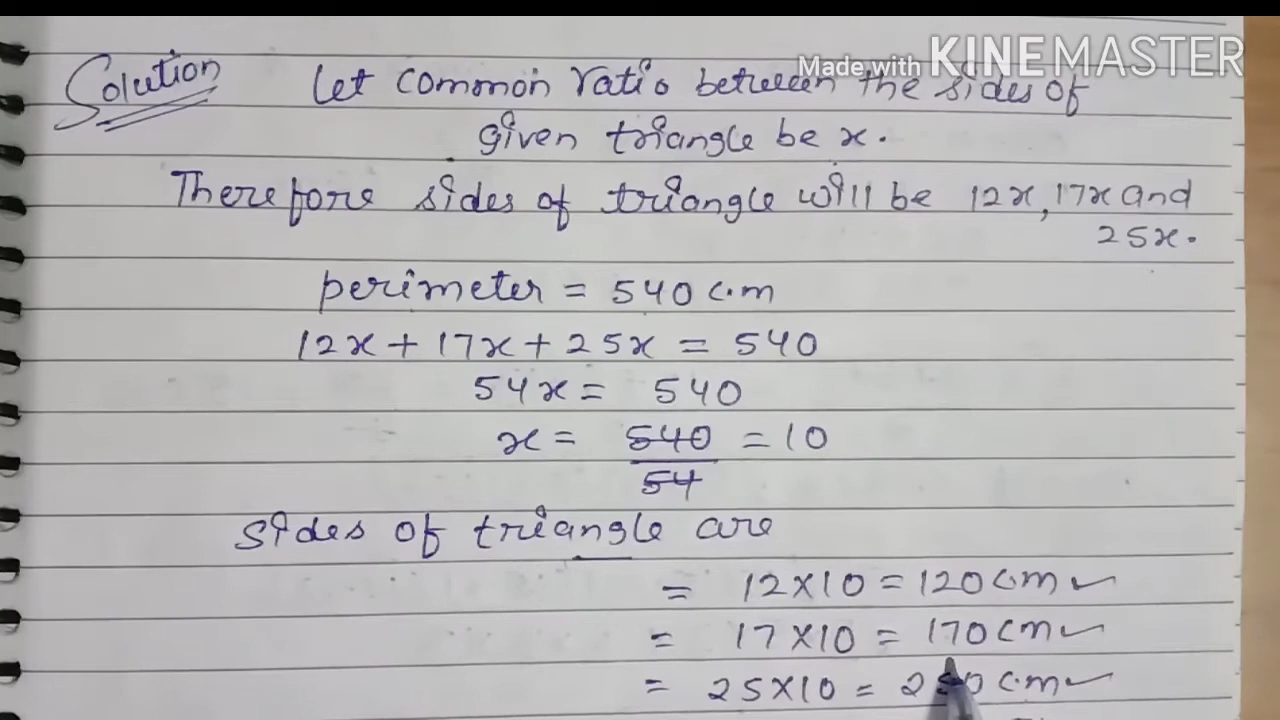 Made with KINEMASTER
Solution Let common ratio between the sides of
given triangle be x.
Therefore sides of triangle will be 12x, 17x and
25x.
perimeter = 540 c.m
12x + 17x + 25x = 540
54x = 540
x = 540/54 = 10
sides of triangle are
= 12×10 = 120 c.m
= 17×10 = 170 cm
= 25×10 = 250 c.m